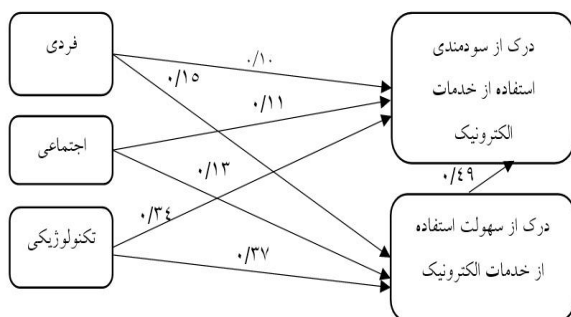 فردی
اجتماعی
تکنولوژیکی
۰/۱۰
۰/۱۵
۰/۱۱
۰/۱۳
۰/۳۴
۰/۳۷
۰/۴۹
درک از سودمندی
استفاده از خدمات
الکترونیک
درک از سهولت استفاده
از خدمات الکترونیک